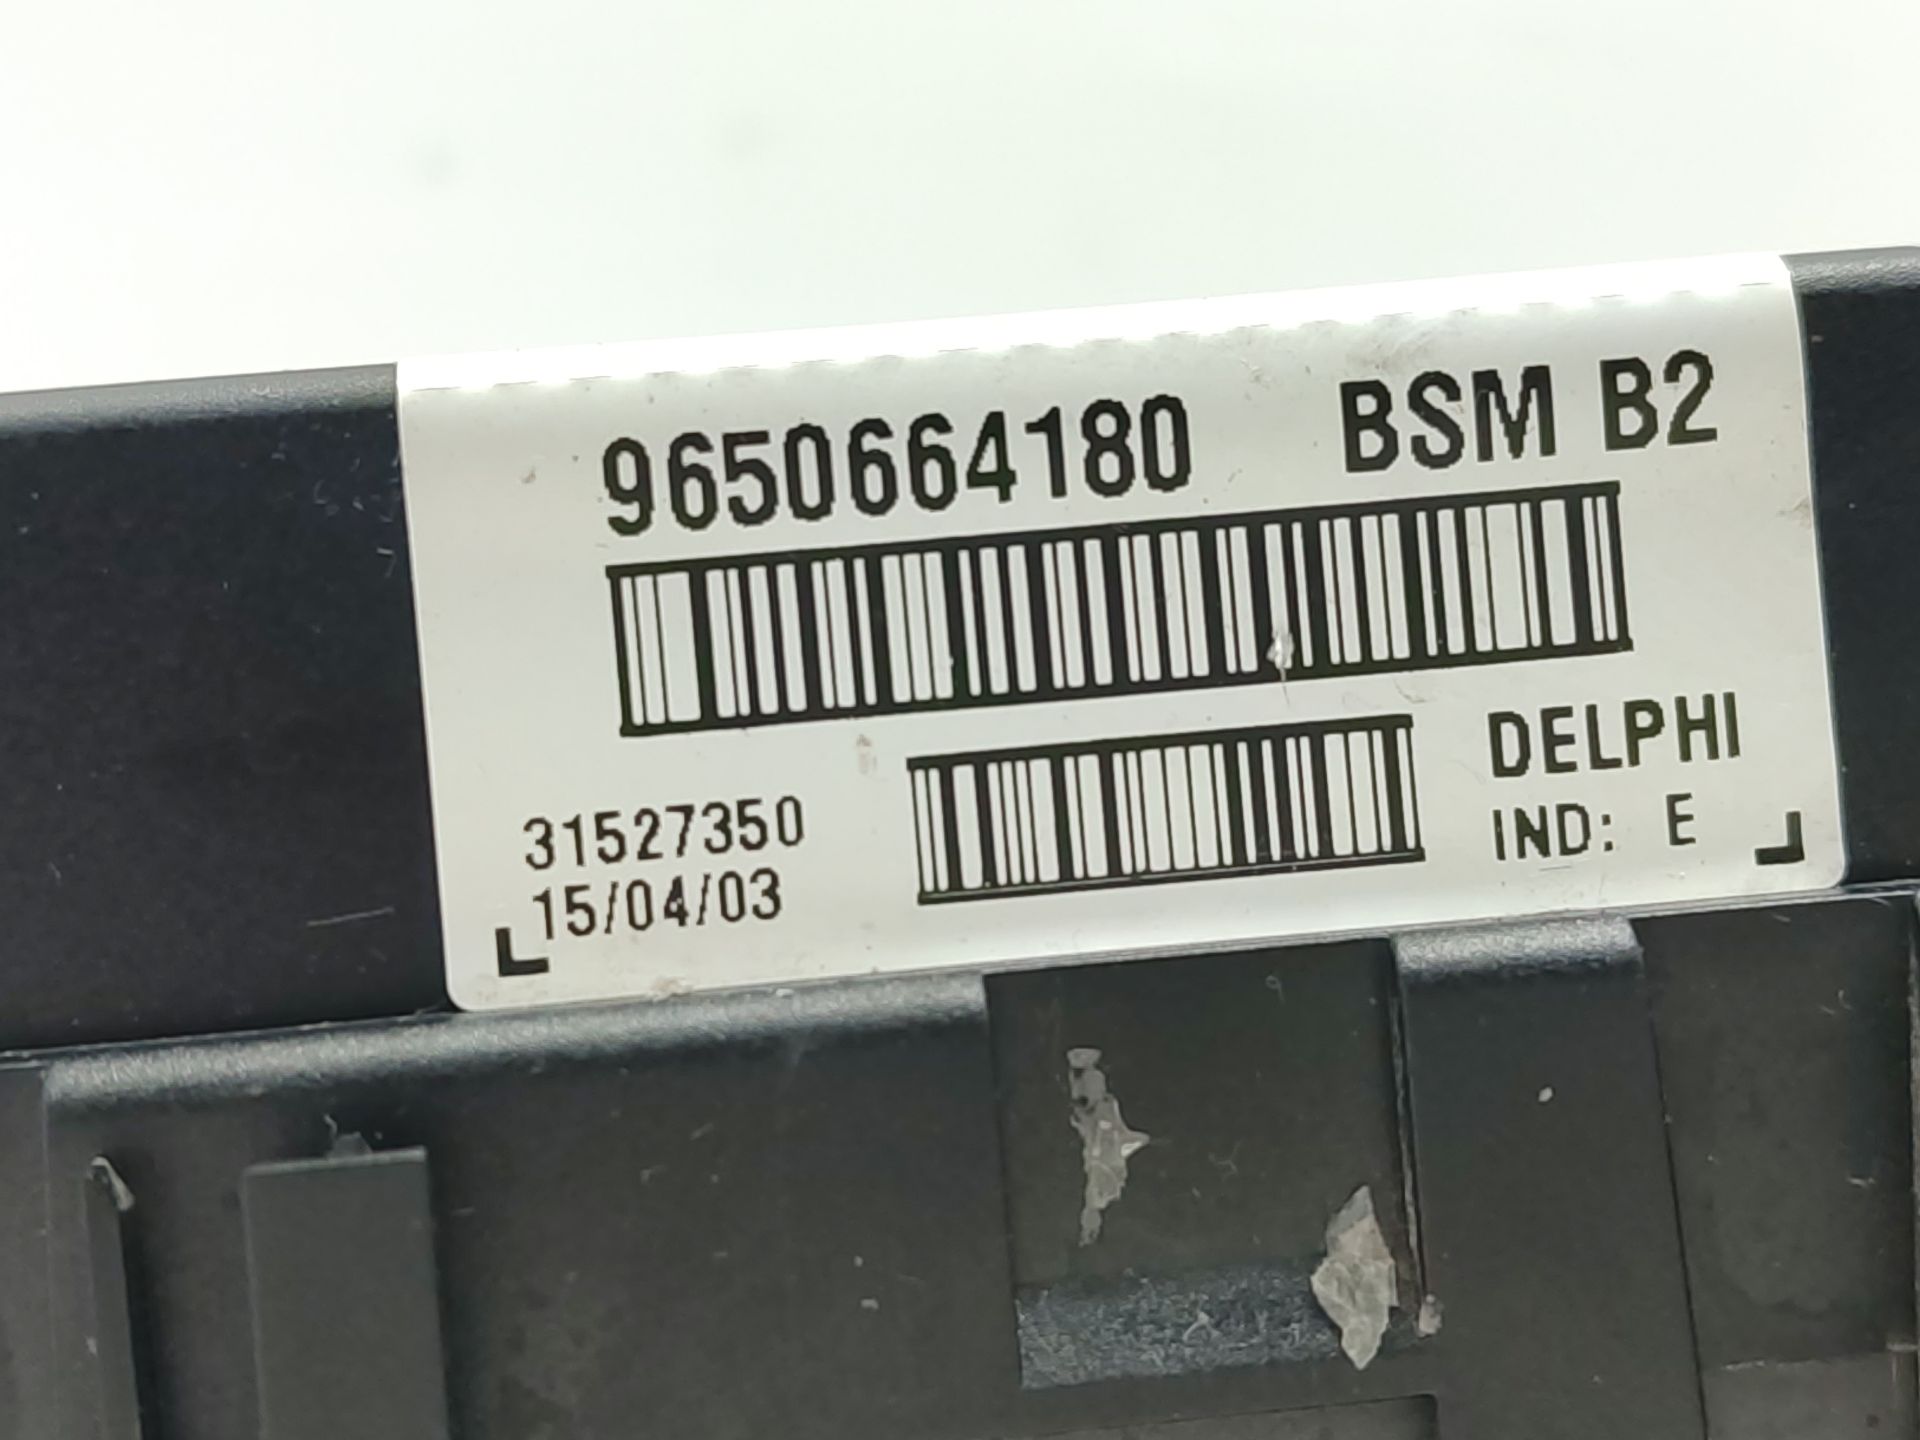 9650664180 BSM B2
DELPHI
31527350
IND: E
15/04/03